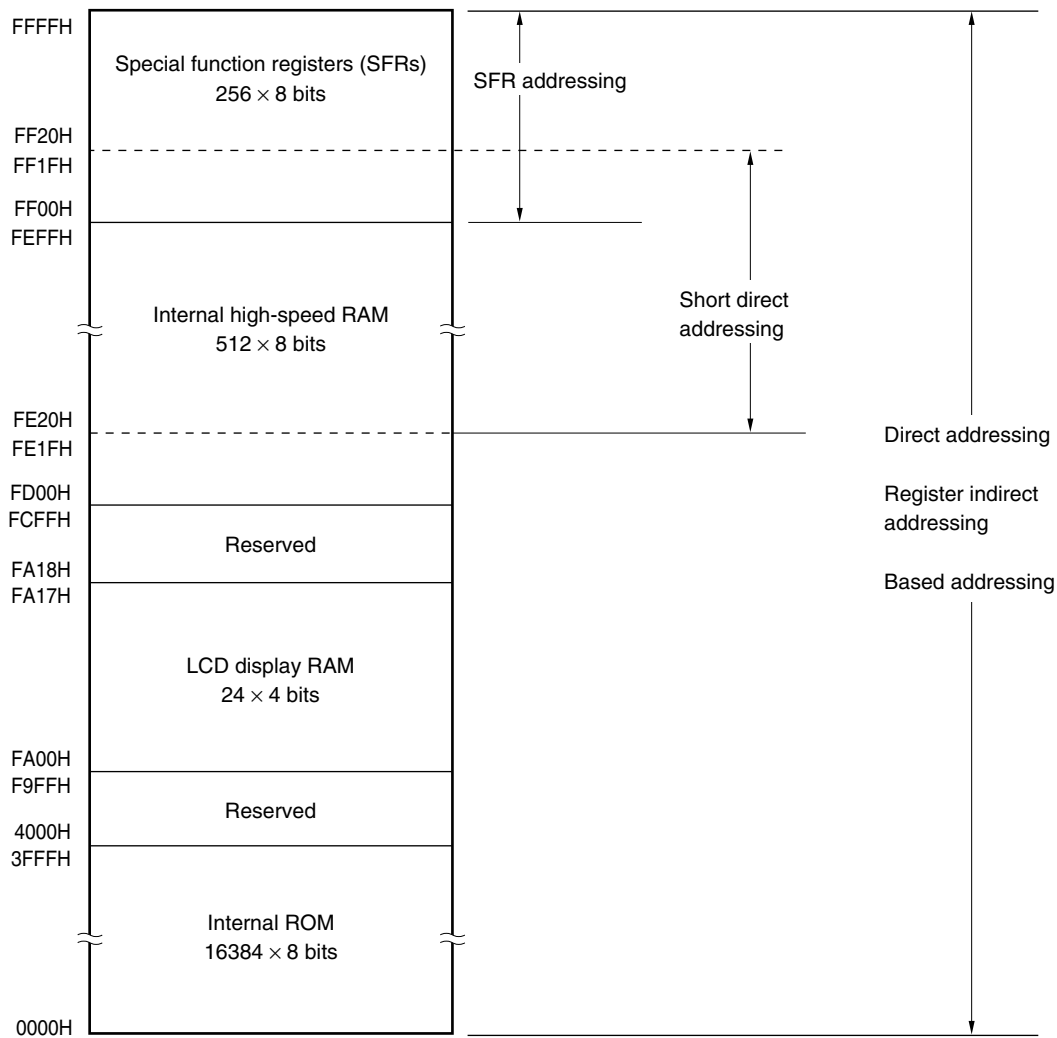 FFFFH
Special function registers (SFRs)
256 × 8 bits
SFR addressing
FF20H
FF1FH
FF00H
FEFFH
Internal high-speed RAM
512 × 8 bits
Short direct
addressing
FE20H
FE1FH
Direct addressing
Register indirect
addressing
Based addressing
FD00H
FCFFH
Reserved
FA18H
FA17H
LCD display RAM
24 × 4 bits
FA00H
F9FFH
Reserved
4000H
3FFFH
Internal ROM
16384 × 8 bits
0000H